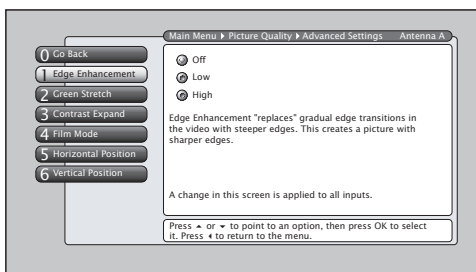 Main Menu ▸ Picture Quality ▸ Advanced Settings Antenna A
0 Go Back
1 Edge Enhancement
2 Green Stretch
3 Contrast Expand
4 Film Mode
5 Horizontal Position
6 Vertical Position
Off
Low
High
Edge Enhancement "replaces" gradual edge transitions in
the video with steeper edges. This creates a picture with
sharper edges.
A change in this screen is applied to all inputs.
Press ▴ or ▾ to point to an option, then press OK to select
it. Press ◂ to return to the menu.